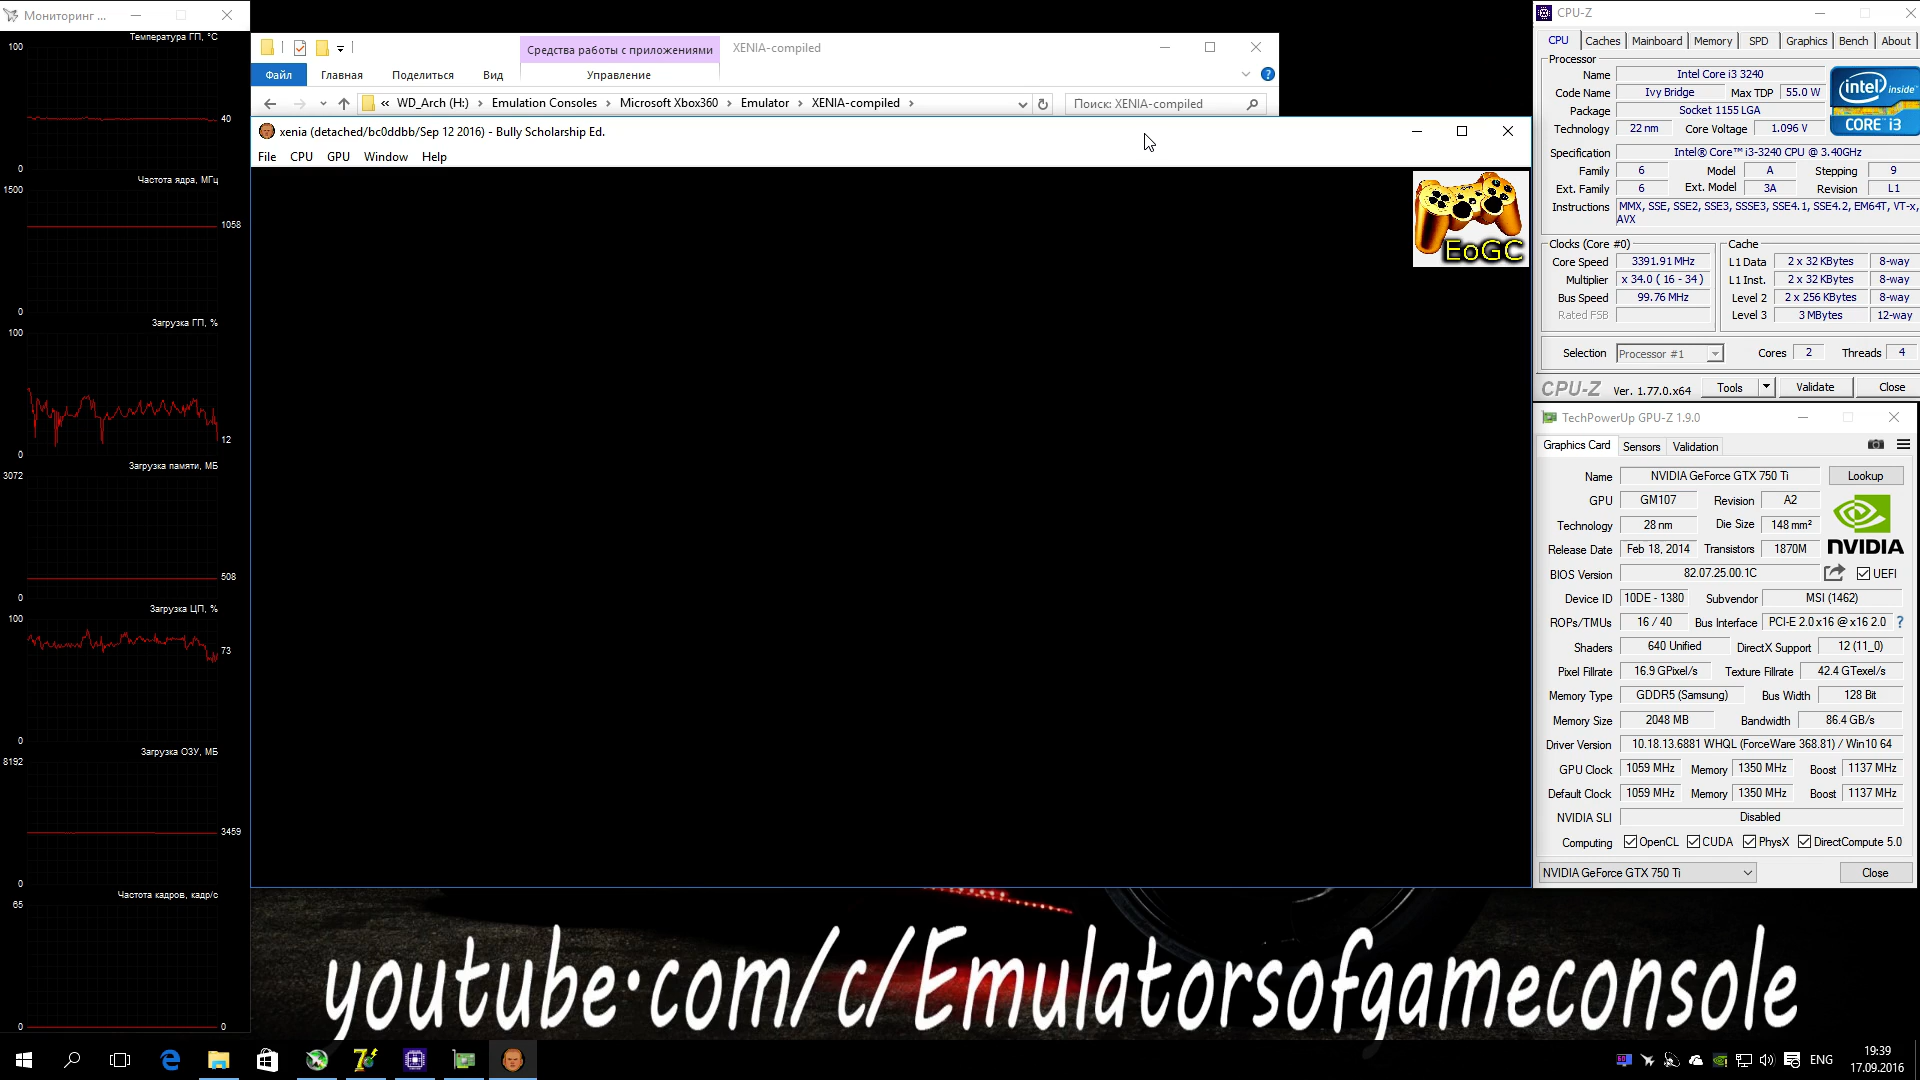 Мониторинг ...
Температура ГП, °C
100
40
0
Частота ядра, МГц
1500
1058
0
Загрузка ГП, %
100
12
0
Загрузка памяти, МБ
3072
508
0
Загрузка ЦП, %
100
73
0
Загрузка ОЗУ, МБ
8192
3459
0
Частота кадров, кадр/с
65
0
0
Средства работы с приложениями
XENIA-compiled
Файл
Главная
Поделиться
Вид
Управление
« WD_Arch (H:) › Emulation Consoles › Microsoft Xbox360 › Emulator › XENIA-compiled ›
Поиск: XENIA-compiled
xenia (detached/bc0ddbb/Sep 12 2016) - Bully Scholarship Ed.
File CPU GPU Window Help
EoGC
CPU-Z
CPU Caches Mainboard Memory SPD Graphics Bench About
Processor
Name Intel Core i3 3240
Code Name Ivy Bridge Max TDP 55.0 W
Package Socket 1155 LGA
Technology 22 nm Core Voltage 1.096 V
intel inside
CORE i3
Specification Intel® Core™ i3-3240 CPU @ 3.40GHz
Family 6 Model A Stepping 9
Ext. Family 6 Ext. Model 3A Revision L1
Instructions MMX, SSE, SSE2, SSE3, SSSE3, SSE4.1, SSE4.2, EM64T, VT-x,
AVX
Clocks (Core #0)
Core Speed 3391.91 MHz
Multiplier x 34.0 ( 16 - 34 )
Bus Speed 99.76 MHz
Rated FSB
Cache
L1 Data 2 x 32 KBytes 8-way
L1 Inst. 2 x 32 KBytes 8-way
Level 2 2 x 256 KBytes 8-way
Level 3 3 MBytes 12-way
Selection Processor #1 Cores 2 Threads 4
CPU-Z Ver. 1.77.0.x64 Tools Validate Close
TechPowerUp GPU-Z 1.9.0
Graphics Card Sensors Validation
Name NVIDIA GeForce GTX 750 Ti Lookup
GPU GM107 Revision A2
Technology 28 nm Die Size 148 mm²
Release Date Feb 18, 2014 Transistors 1870M
NVIDIA
BIOS Version 82.07.25.00.1C UEFI
Device ID 10DE - 1380 Subvendor MSI (1462)
ROPs/TMUs 16 / 40 Bus Interface PCI-E 2.0 x16 @ x16 2.0 ?
Shaders 640 Unified DirectX Support 12 (11_0)
Pixel Fillrate 16.9 GPixel/s Texture Fillrate 42.4 GTexel/s
Memory Type GDDR5 (Samsung) Bus Width 128 Bit
Memory Size 2048 MB Bandwidth 86.4 GB/s
Driver Version 10.18.13.6881 WHQL (ForceWare 368.81) / Win10 64
GPU Clock 1059 MHz Memory 1350 MHz Boost 1137 MHz
Default Clock 1059 MHz Memory 1350 MHz Boost 1137 MHz
NVIDIA SLI Disabled
Computing OpenCL CUDA PhysX DirectCompute 5.0
NVIDIA GeForce GTX 750 Ti Close
youtube.com/c/Emulatorsofgameconsole
ENG
19:39
17.09.2016